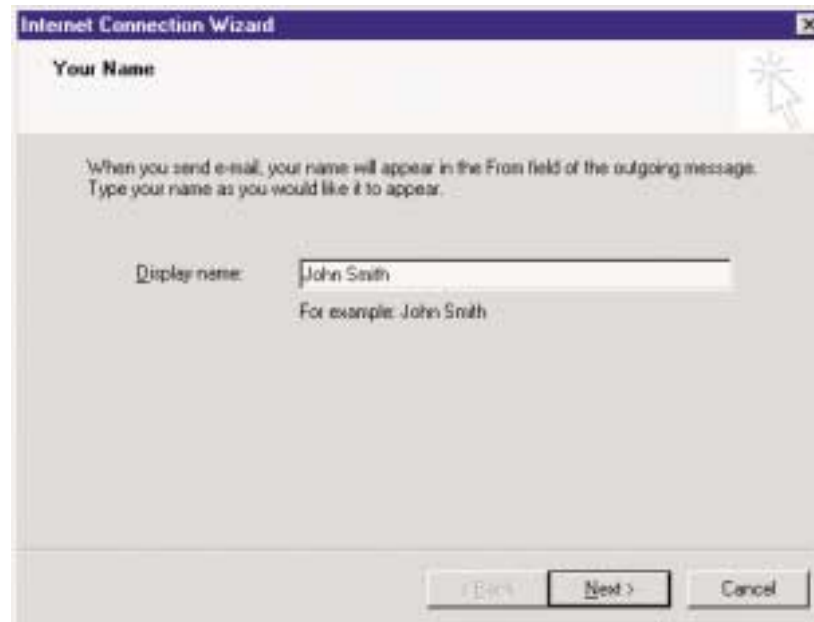 Internet Connection Wizard
Your Name
When you send e-mail, your name will appear in the From field of the outgoing message.
Type your name as you would like it to appear.
Display name: John Smith
For example: John Smith
< Back Next > Cancel